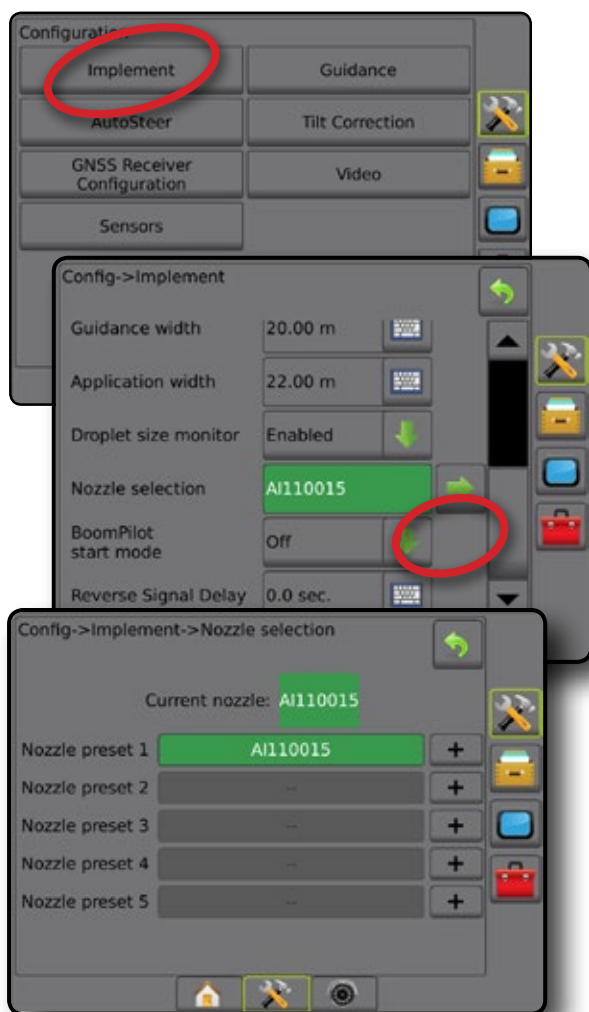 Configuration
Implement Guidance
AutoSteer Tilt Correction
GNSS Receiver
Configuration
Video
Sensors
Config->Implement
Guidance width 20.00 m
Application width 22.00 m
Droplet size monitor Enabled
Nozzle selection AI110015
BoomPilot
start mode
Off
Reverse Signal Delay 0.0 sec.
Config->Implement->Nozzle selection
Current nozzle: AI110015
Nozzle preset 1 AI110015 +
Nozzle preset 2 -- +
Nozzle preset 3 -- +
Nozzle preset 4 -- +
Nozzle preset 5 -- +